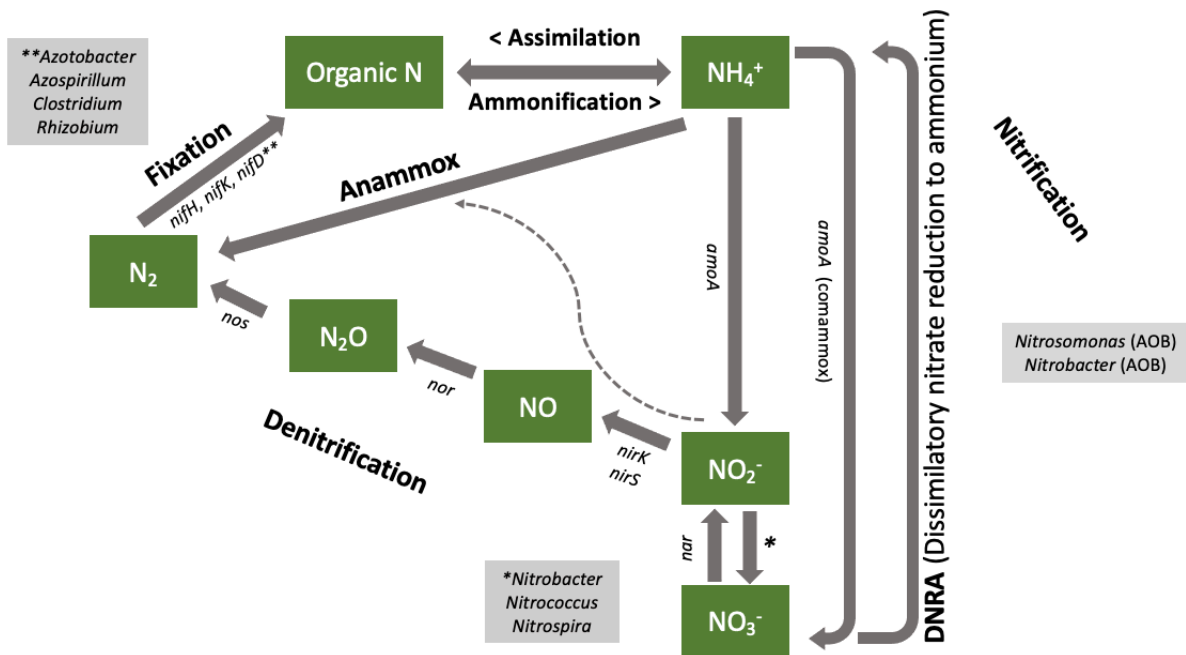 **Azotobacter
Azospirillum
Clostridium
Rhizobium
Organic N
< Assimilation
Ammonification >
NH₄⁺
Fixation
nifH, nifK, nifD**
Anammox
N₂
nos
N₂O
nor
NO
nirK
nirS
Denitrification
amoA
amoA (comammox)
NO₂⁻
nar
*
NO₃⁻
*Nitrobacter
Nitrococcus
Nitrospira
DNRA (Dissimilatory nitrate reduction to ammonium)
Nitrification
Nitrosomonas (AOB)
Nitrobacter (AOB)